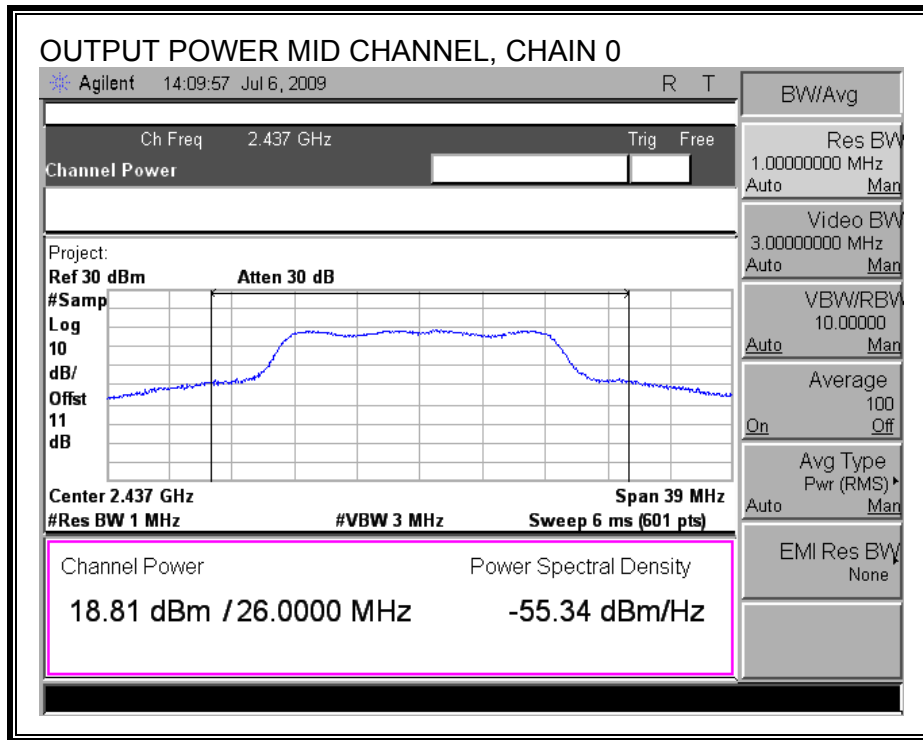 OUTPUT POWER MID CHANNEL, CHAIN 0
Agilent 14:09:57 Jul 6, 2009 R T
Ch Freq 2.437 GHz Trig Free
Channel Power
Project:
Ref 30 dBm Atten 30 dB
#Samp
Log
10
dB/
Offst
11
dB
Center 2.437 GHz Span 39 MHz
#Res BW 1 MHz #VBW 3 MHz Sweep 6 ms (601 pts)
Channel Power Power Spectral Density
18.81 dBm / 26.0000 MHz -55.34 dBm/Hz
BW/Avg
Res BW
1.00000000 MHz
Auto Man
Video BW
3.00000000 MHz
Auto Man
VBW/RBW
10.00000
Auto Man
Average
100
On Off
Avg Type
Pwr (RMS)
Auto Man
EMI Res BW
None